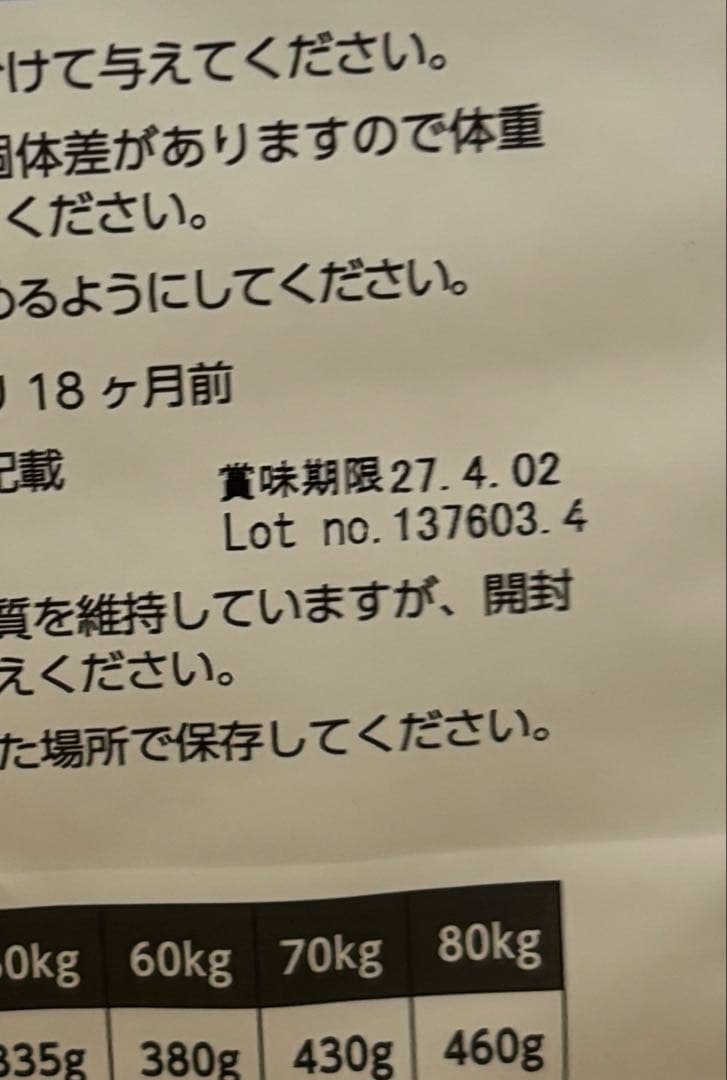 けて与えてください。
個体差がありますので体重
ください。
るようにしてください。
18 ヶ月前
記載
賞味期限27.4.02
Lot no.137603.4
質を維持していますが、開封
えください。
た場所で保存してください。
0kg 60kg 70kg 80kg
335g 380g 430g 460g